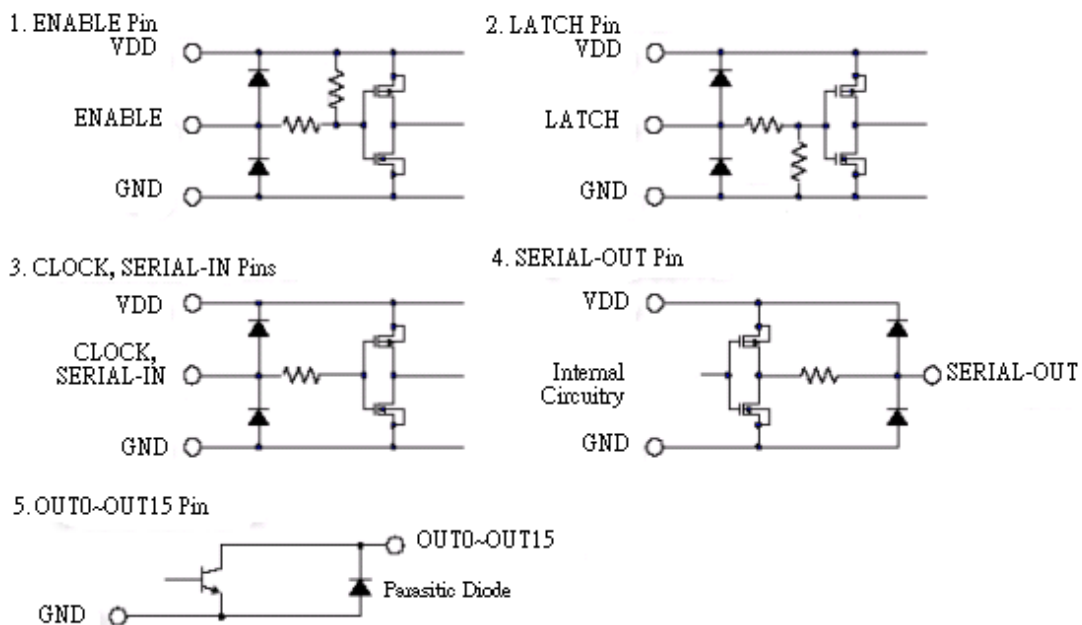 1. ENABLE Pin
VDD
ENABLE
GND
2. LATCH Pin
VDD
LATCH
GND
3. CLOCK, SERIAL-IN Pins
VDD
CLOCK,
SERIAL-IN
GND
4. SERIAL-OUT Pin
VDD
Internal
Circuitry
SERIAL-OUT
GND
5. OUT0~OUT15 Pin
OUT0~OUT15
Parasitic Diode
GND